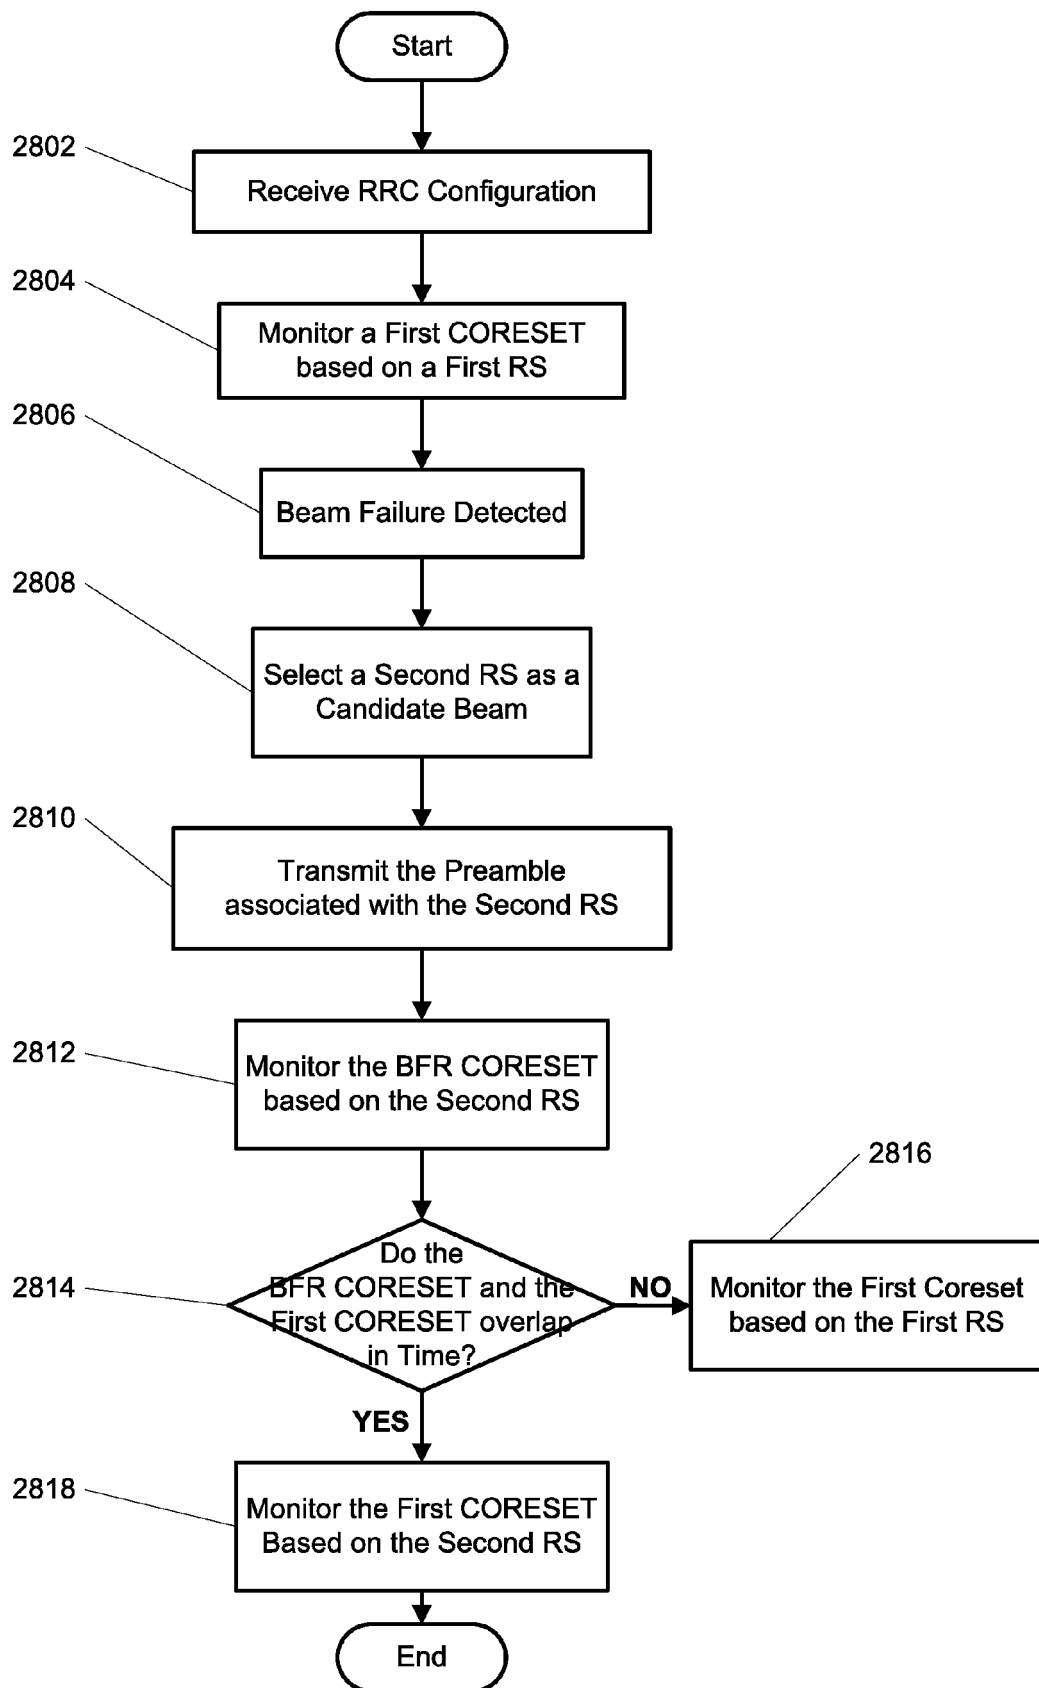 Start
2802
Receive RRC Configuration
2804
Monitor a First CORESET
based on a First RS
2806
Beam Failure Detected
2808
Select a Second RS as a
Candidate Beam
2810
Transmit the Preamble
associated with the Second RS
2812
Monitor the BFR CORESET
based on the Second RS
2814
Do the
BFR CORESET and the
First CORESET overlap
in Time?
NO
2816
Monitor the First Coreset
based on the First RS
YES
2818
Monitor the First CORESET
Based on the Second RS
End